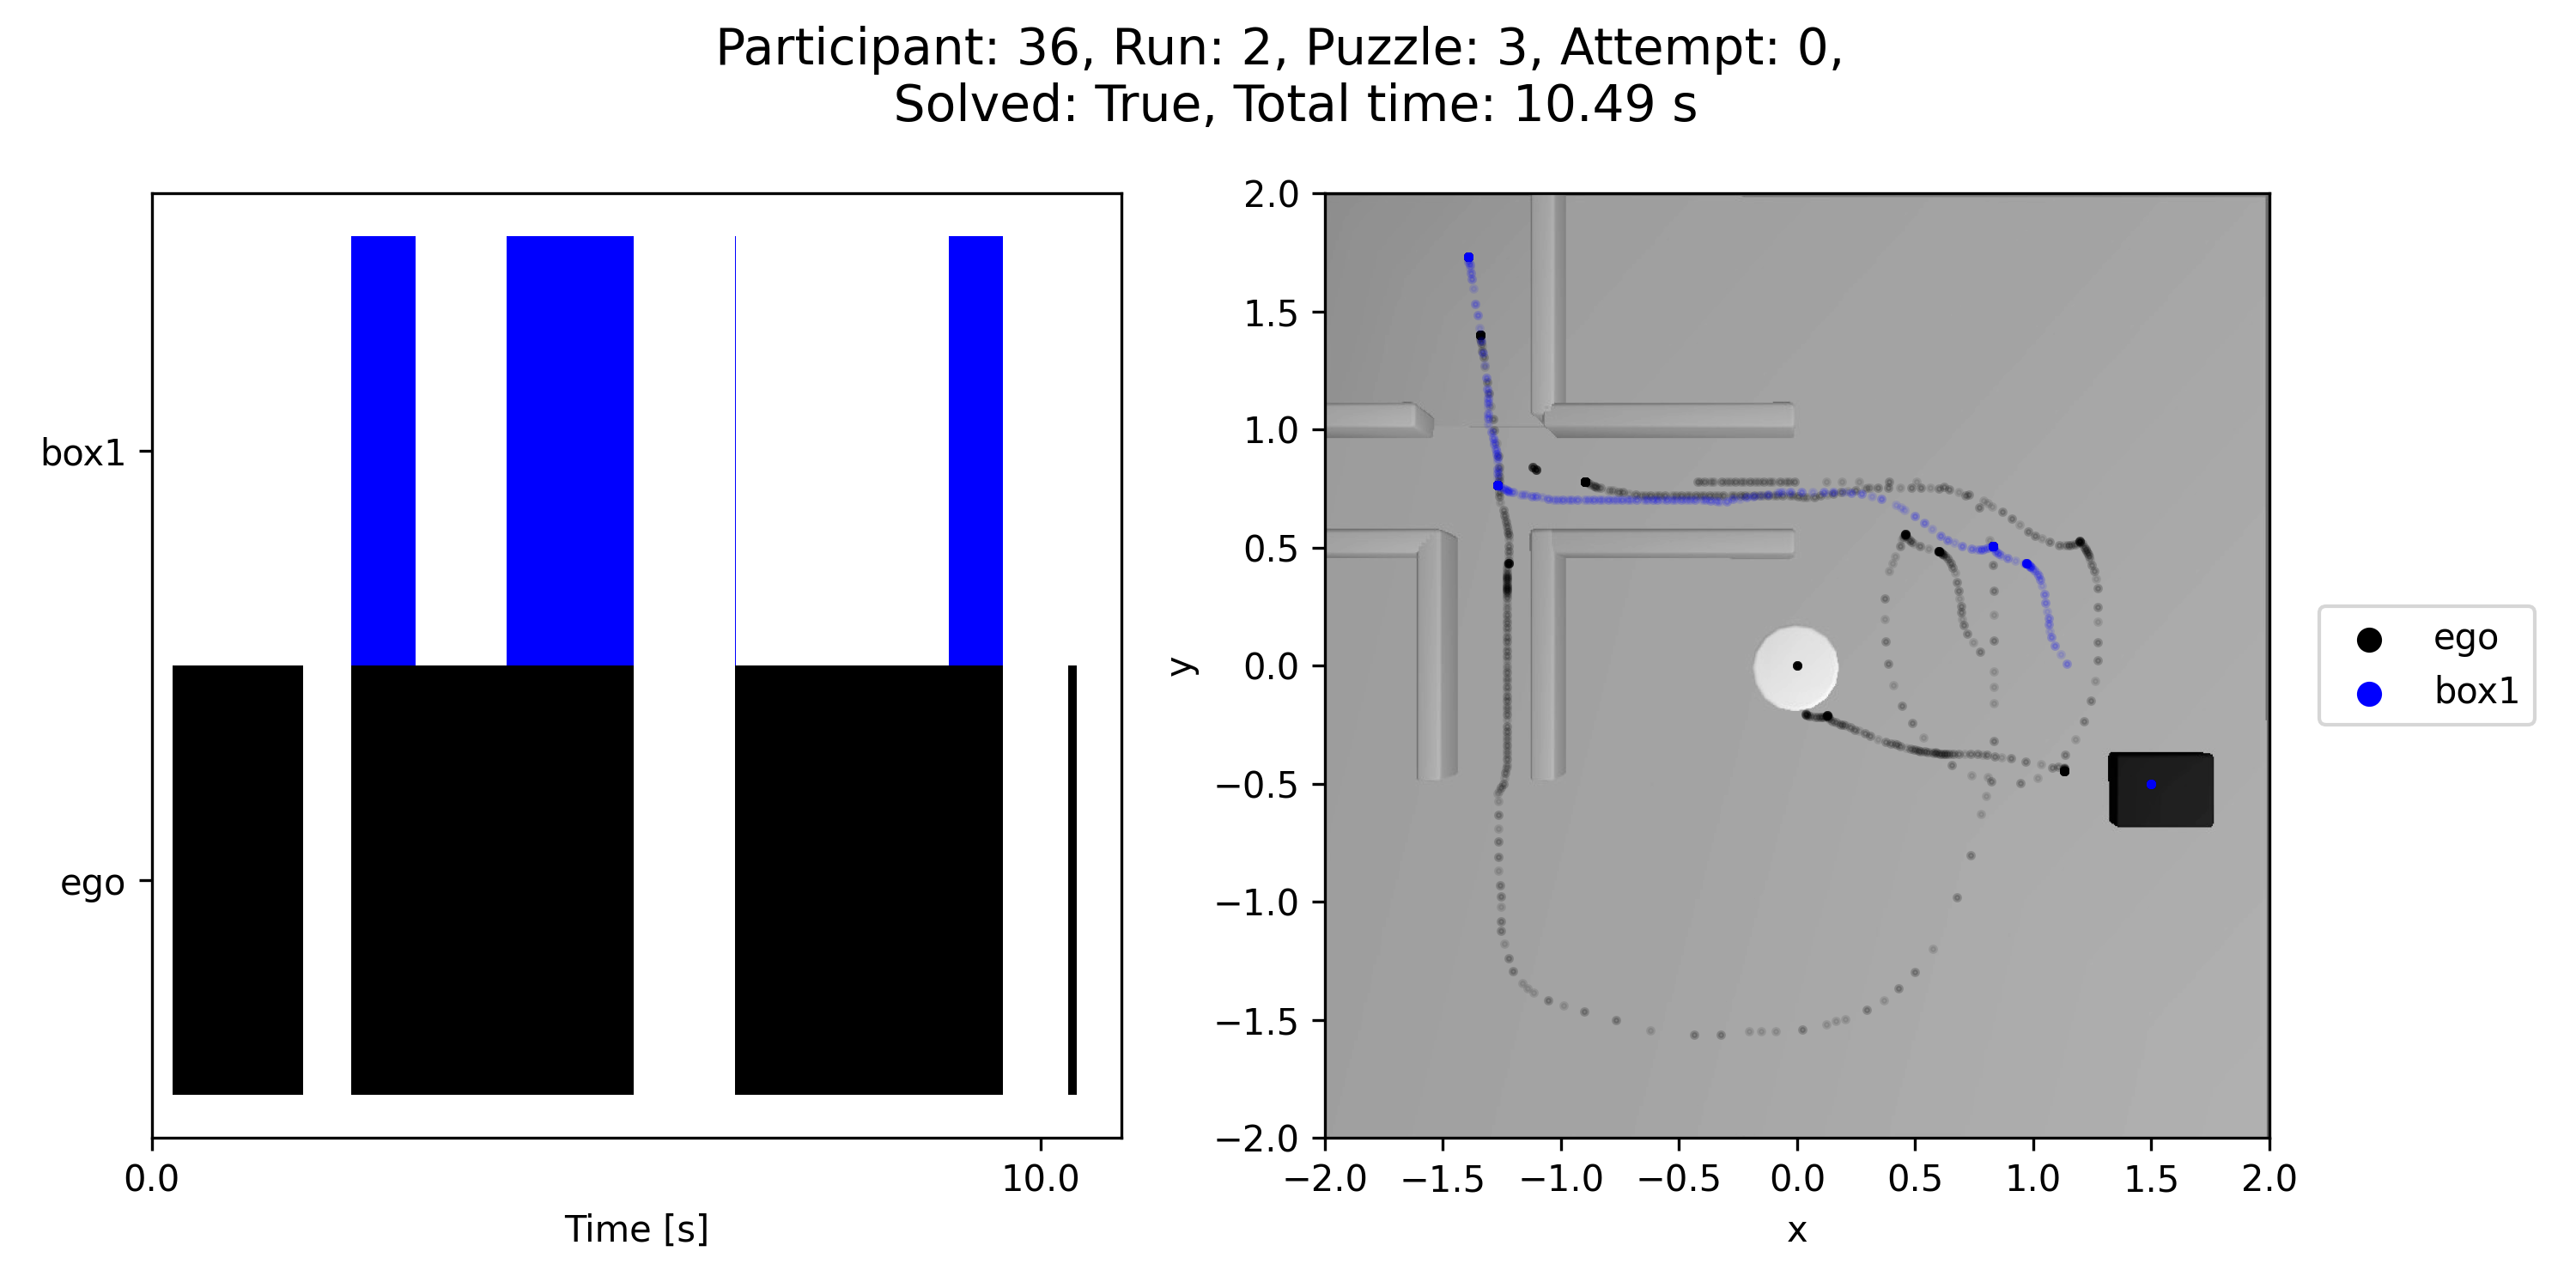 Participant: 36, Run: 2, Puzzle: 3, Attempt: 0,
Solved: True, Total time: 10.49 s
box1
ego
0.0
10.0
Time [s]
2.0
1.5
1.0
0.5
0.0
−0.5
−1.0
−1.5
−2.0
y
−2.0
−1.5
−1.0
−0.5
0.0
0.5
1.0
1.5
2.0
x
ego
box1